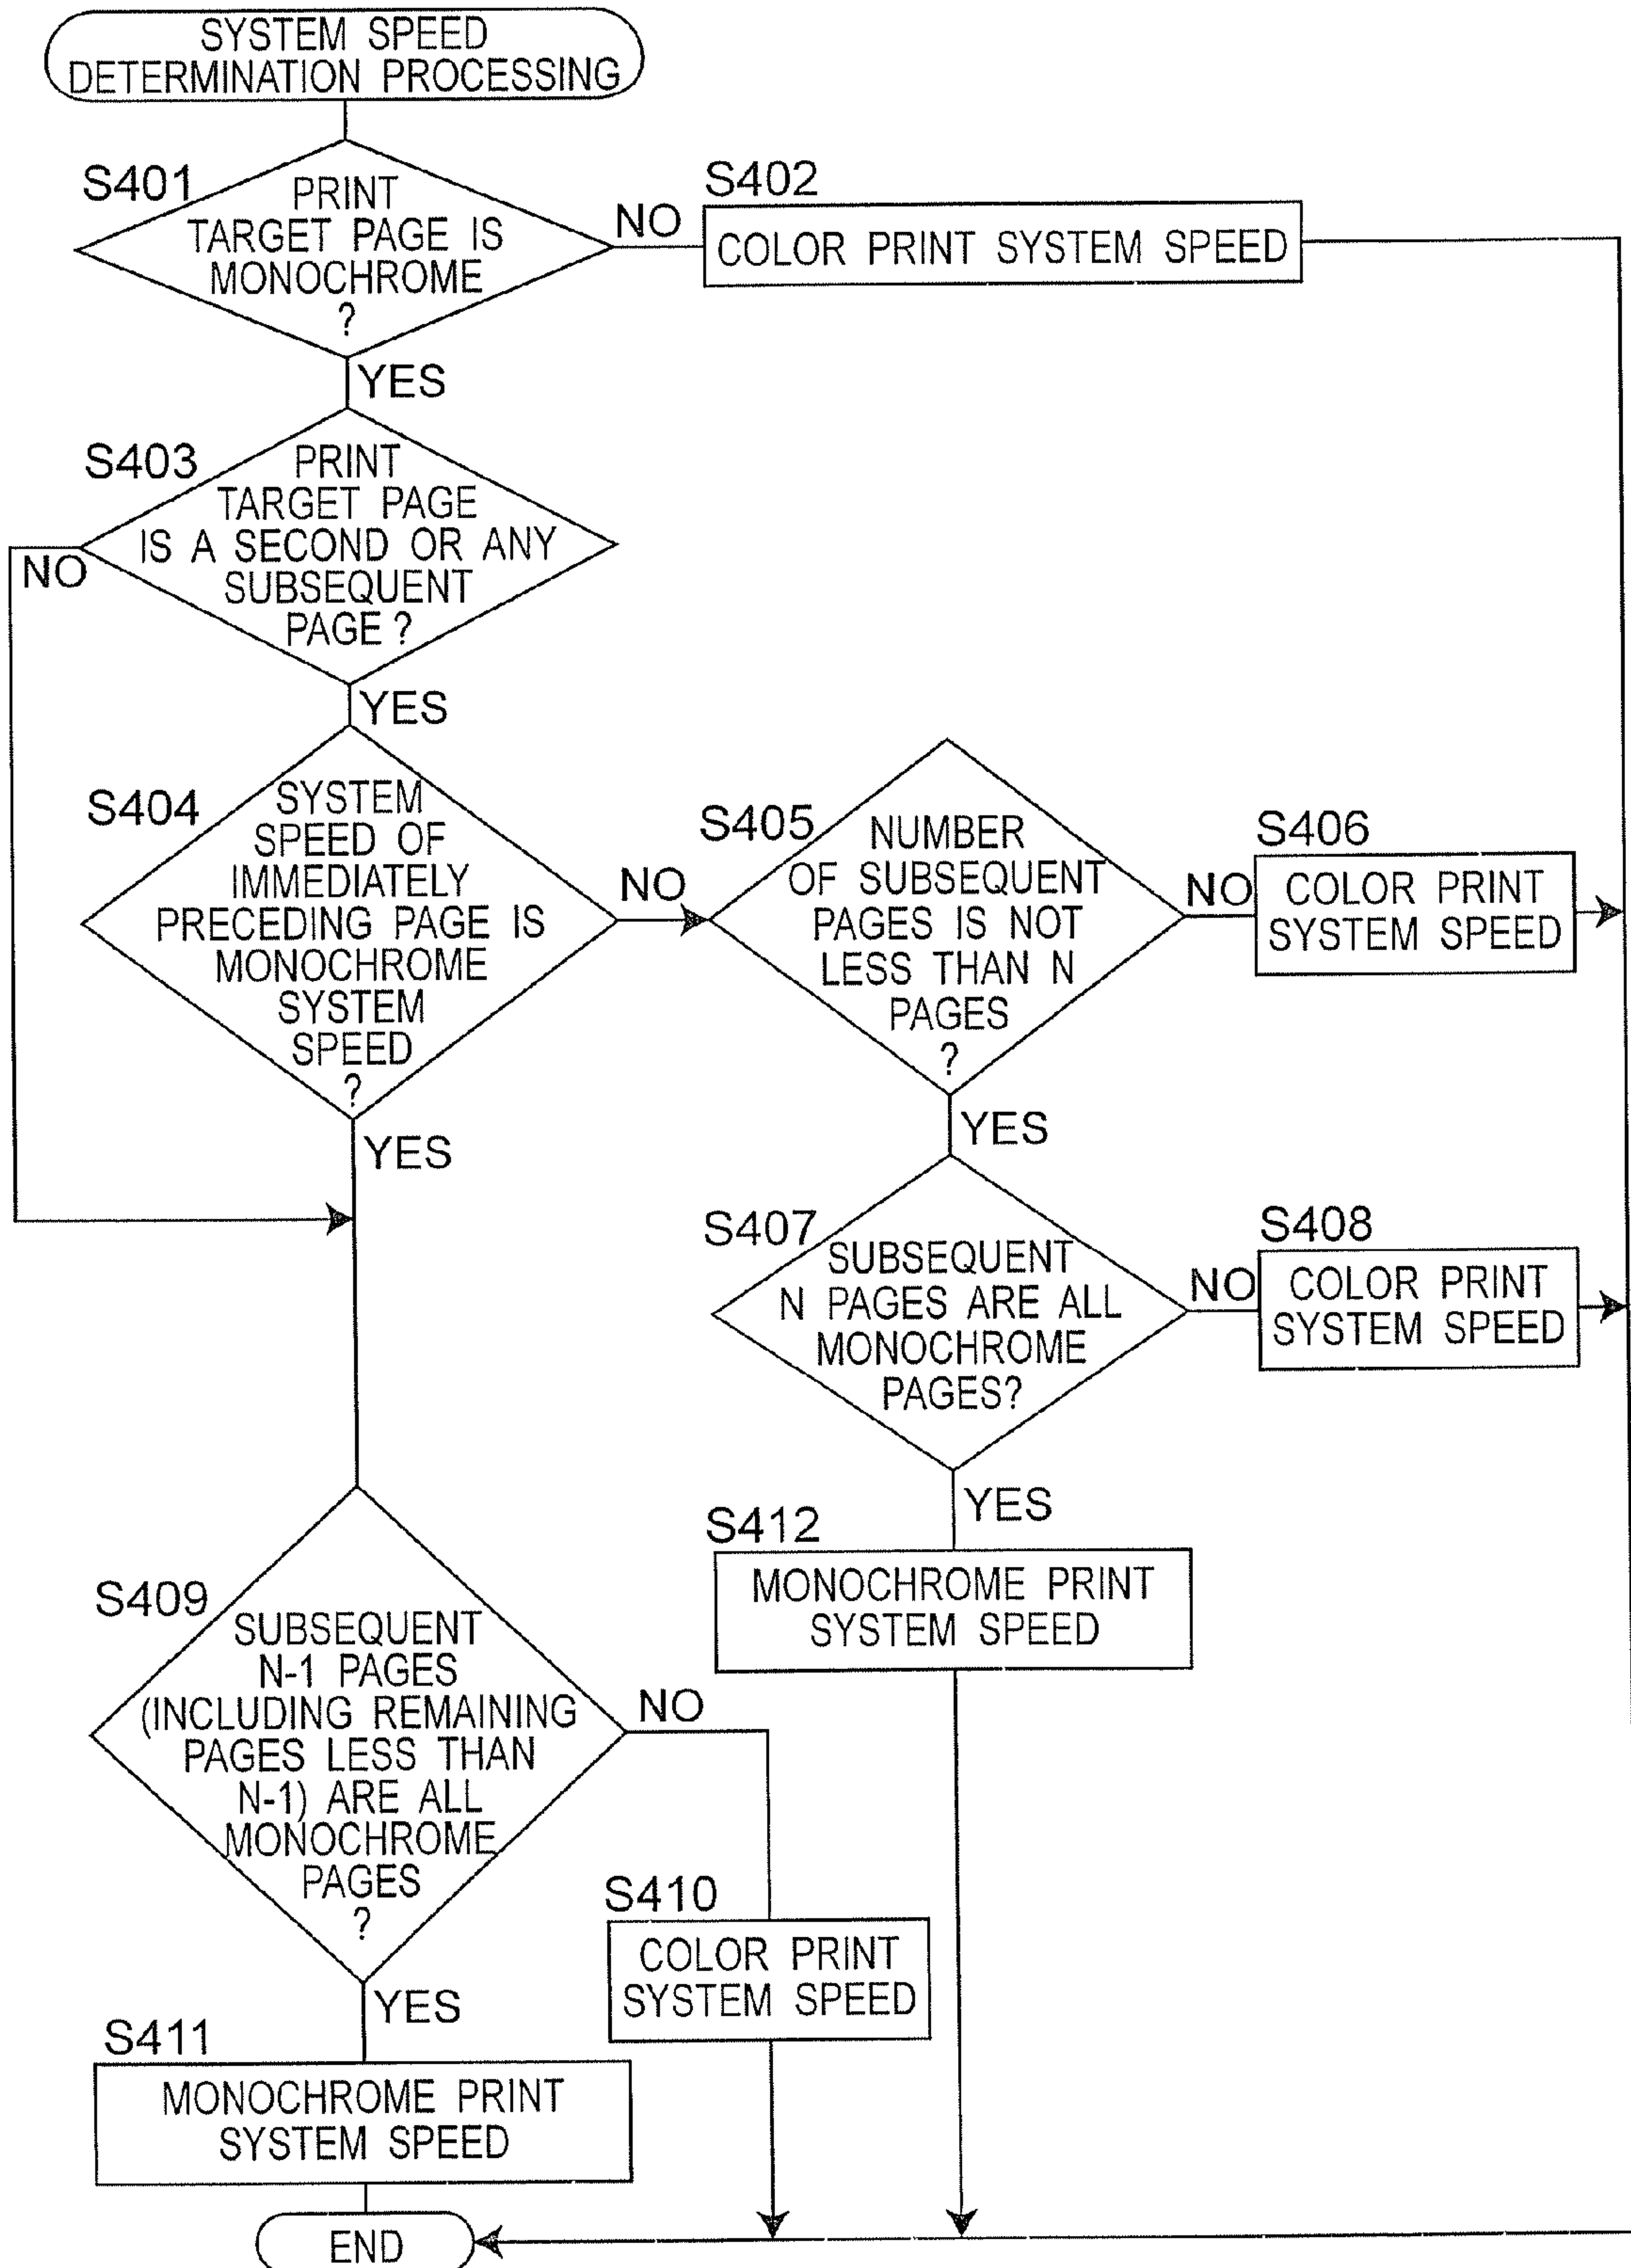 SYSTEM SPEED
DETERMINATION PROCESSING
S401
PRINT
TARGET PAGE IS
MONOCHROME
?
NO
S402
COLOR PRINT SYSTEM SPEED
YES
S403
PRINT
TARGET PAGE
IS A SECOND OR ANY
SUBSEQUENT
PAGE ?
NO
YES
S404
SYSTEM
SPEED OF
IMMEDIATELY
PRECEDING PAGE IS
MONOCHROME
SYSTEM
SPEED
?
NO
YES
S405
NUMBER
OF SUBSEQUENT
PAGES IS NOT
LESS THAN N
PAGES
?
NO
S406
COLOR PRINT
SYSTEM SPEED
YES
S407
SUBSEQUENT
N PAGES ARE ALL
MONOCHROME
PAGES?
NO
S408
COLOR PRINT
SYSTEM SPEED
YES
S412
MONOCHROME PRINT
SYSTEM SPEED
S409
SUBSEQUENT
N-1 PAGES
(INCLUDING REMAINING
PAGES LESS THAN
N-1) ARE ALL
MONOCHROME
PAGES
?
NO
S410
COLOR PRINT
SYSTEM SPEED
YES
S411
MONOCHROME PRINT
SYSTEM SPEED
END